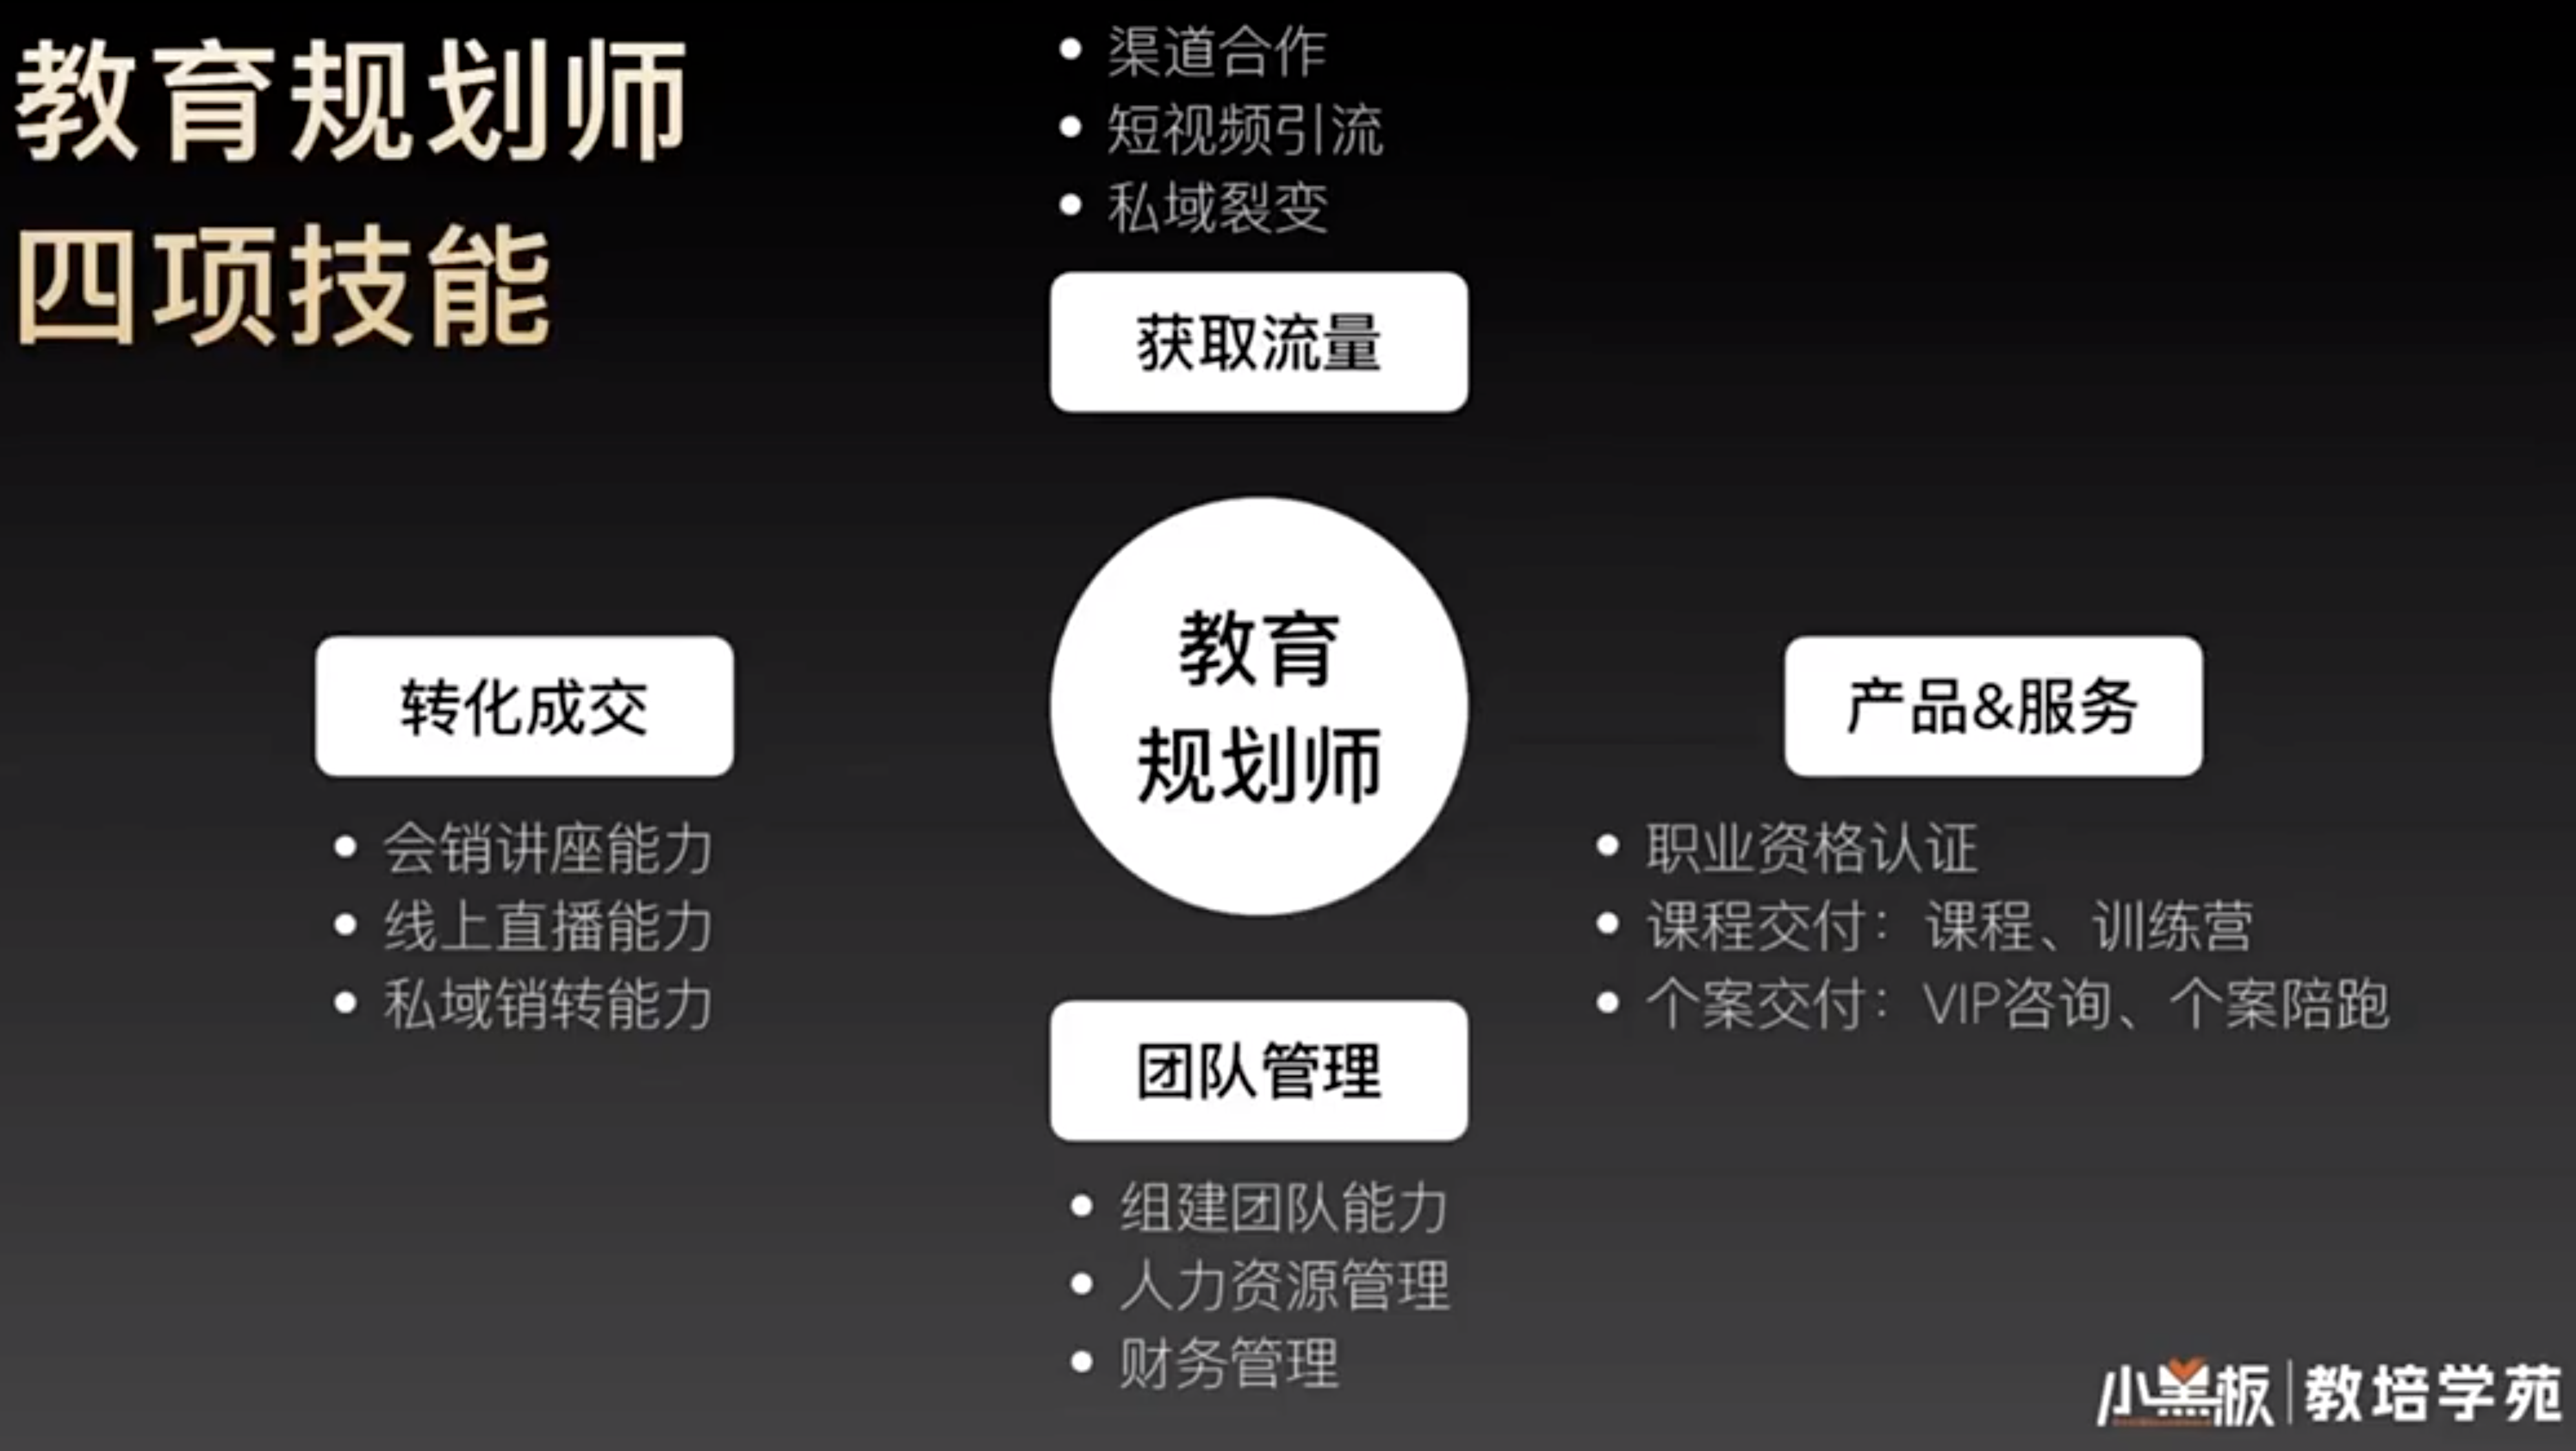 教育规划师
四项技能
渠道合作
短视频引流
私域裂变
获取流量
教育
规划师
转化成交
会销讲座能力
线上直播能力
私域销转能力
产品&服务
职业资格认证
课程交付：课程、训练营
个案交付：VIP咨询、个案陪跑
团队管理
组建团队能力
人力资源管理
财务管理
小黑板|教培学苑